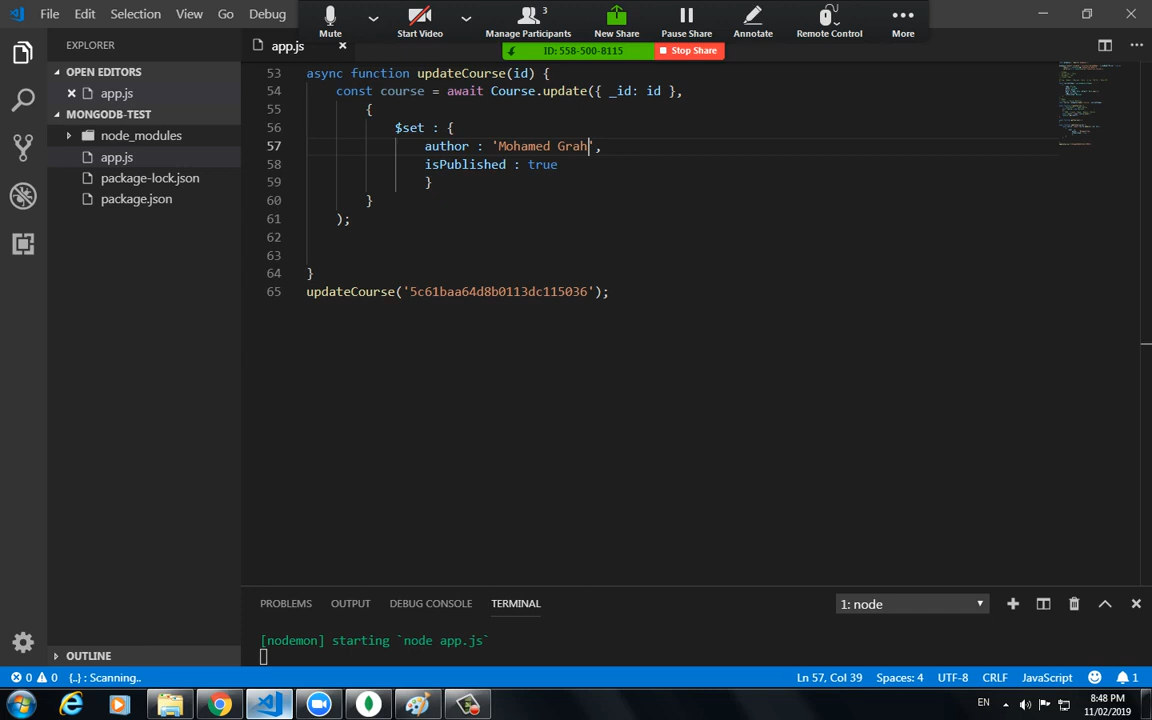 File Edit Selection View Go Debug
Mute Start Video Manage Participants 3 New Share Pause Share Annotate Remote Control More
ID: 558-500-8115 Stop Share
EXPLORER
OPEN EDITORS
app.js
MONGODB-TEST
node_modules
app.js
package-lock.json
package.json
OUTLINE
app.js
53 async function updateCourse(id) {
54 const course = await Course.update({ _id: id },
55 {
56 $set : {
57 author : 'Mohamed Grah',
58 isPublished : true
59 }
60 }
61 );
62
63
64 }
65 updateCourse('5c61baa64d8b0113dc115036');
PROBLEMS OUTPUT DEBUG CONSOLE TERMINAL 1: node
[nodemon] starting `node app.js`
0 0 {..} : Scanning.. Ln 57, Col 39 Spaces: 4 UTF-8 CRLF JavaScript 1
EN 8:48 PM
11/02/2019